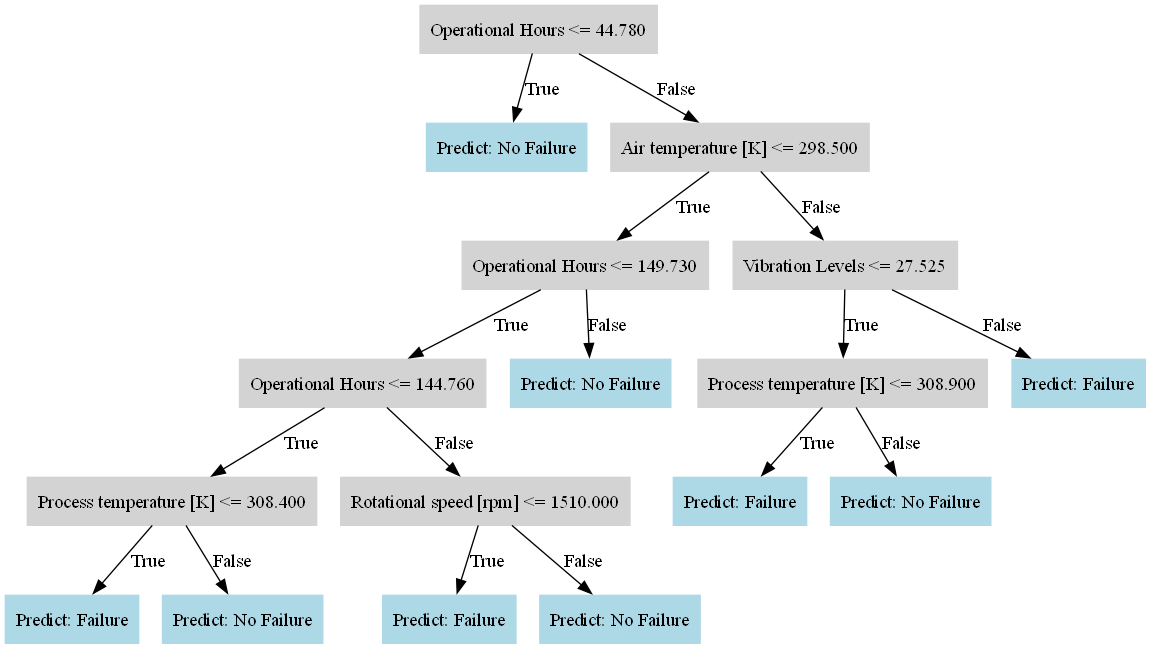 Operational Hours <= 44.780
True
False
Predict: No Failure
Air temperature [K] <= 298.500
True
False
Operational Hours <= 149.730
Vibration Levels <= 27.525
True
False
True
False
Operational Hours <= 144.760
Predict: No Failure
Process temperature [K] <= 308.900
Predict: Failure
True
False
True
False
Process temperature [K] <= 308.400
Rotational speed [rpm] <= 1510.000
Predict: Failure
Predict: No Failure
True
False
True
False
Predict: Failure
Predict: No Failure
Predict: Failure
Predict: No Failure